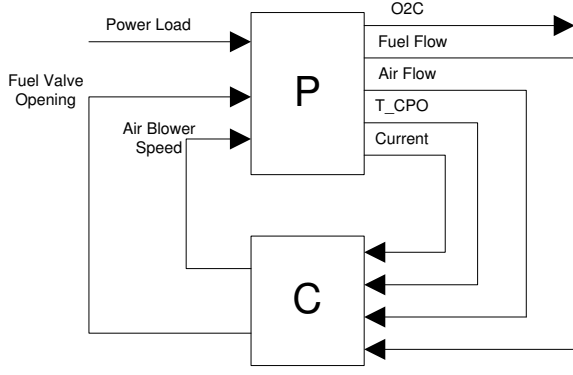 O2C
Power Load
Fuel Flow
Fuel Valve
Opening
P
Air Flow
T_CPO
Air Blower
Speed
Current
C